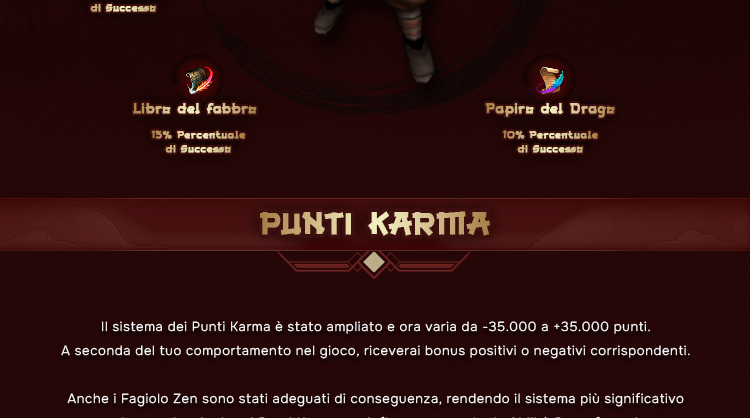 di Successo
Libro del fabbro
Papiro del Drago
15% Percentuale
di Successo
10% Percentuale
di Successo
PUNTI KARMA
Il sistema dei Punti Karma è stato ampliato e ora varia da -35.000 a +35.000 punti.
A seconda del tuo comportamento nel gioco, riceverai bonus positivi o negativi corrispondenti.
Anche i Fagiolo Zen sono stati adeguati di conseguenza, rendendo il sistema più significativo